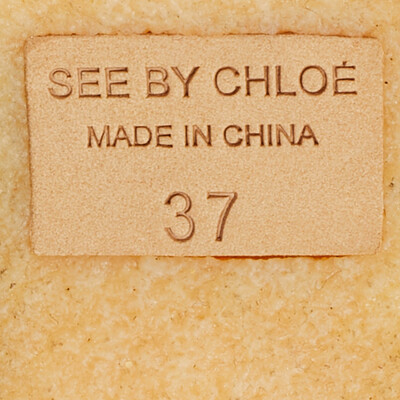 SEE BY CHLOÉ
MADE IN CHINA
37